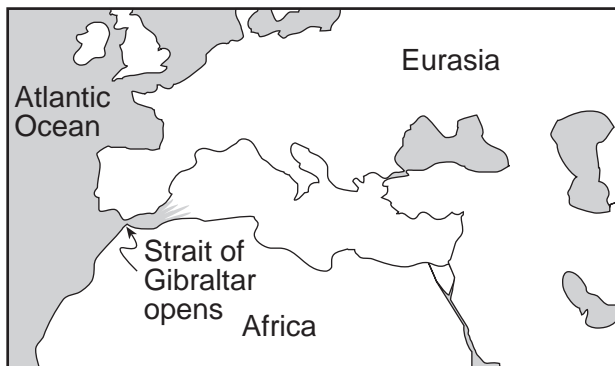 Eurasia
Atlantic
Ocean
Strait of
Gibraltar
opens
Africa